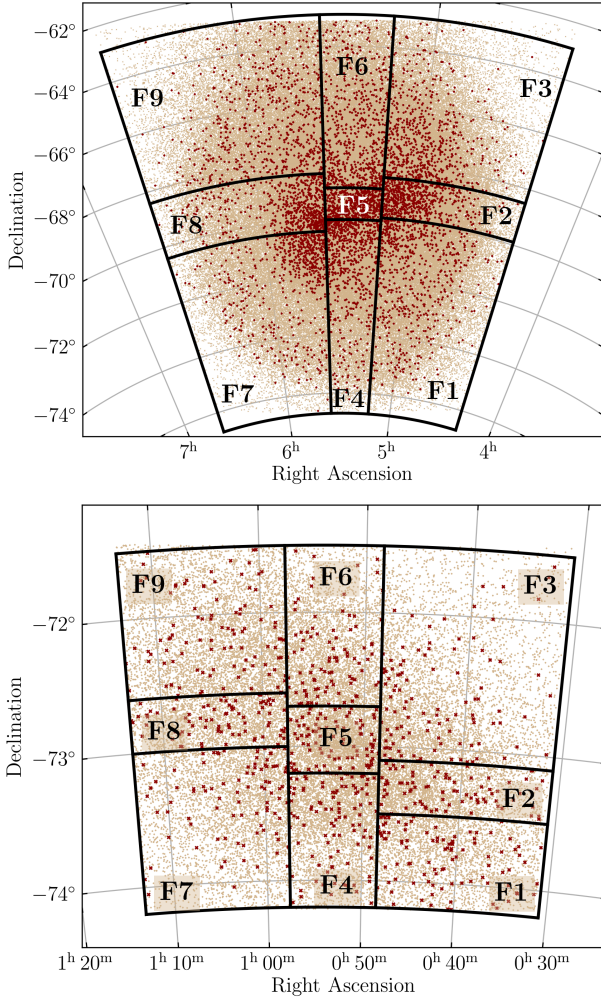 −62°
−64°
−66°
−68°
−70°
−72°
−74°
Declination
F9
F6
F3
F8
F5
F2
F7
F4
F1
7ʰ
6ʰ
5ʰ
4ʰ
Right Ascension
−72°
−73°
−74°
Declination
F9
F6
F3
F8
F5
F2
F7
F4
F1
1ʰ 20ᵐ
1ʰ 10ᵐ
1ʰ 00ᵐ
0ʰ 50ᵐ
0ʰ 40ᵐ
0ʰ 30ᵐ
Right Ascension